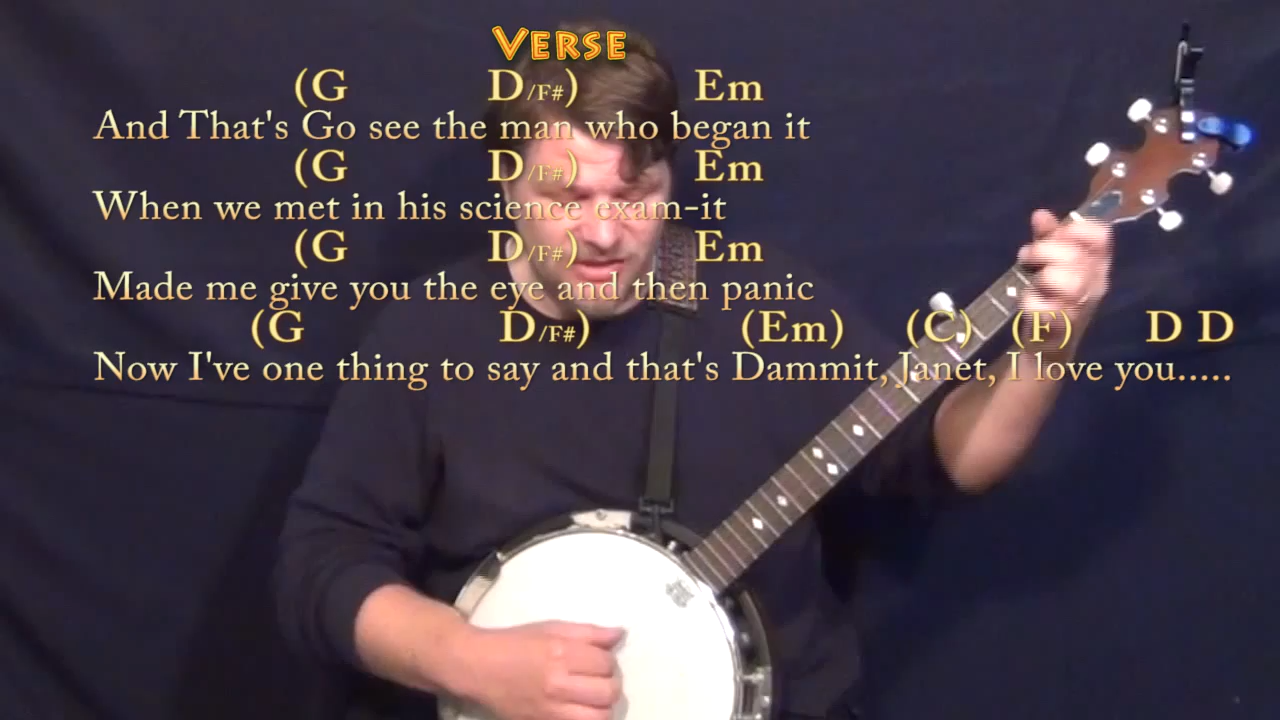 VERSE
(G D/F#) Em
And That's Go see the man who began it
(G D/F#) Em
When we met in his science exam-it
(G D/F#) Em
Made me give you the eye and then panic
(G D/F#) (Em) (C) (F) D D
Now I've one thing to say and that's Dammit, Janet, I love you.....